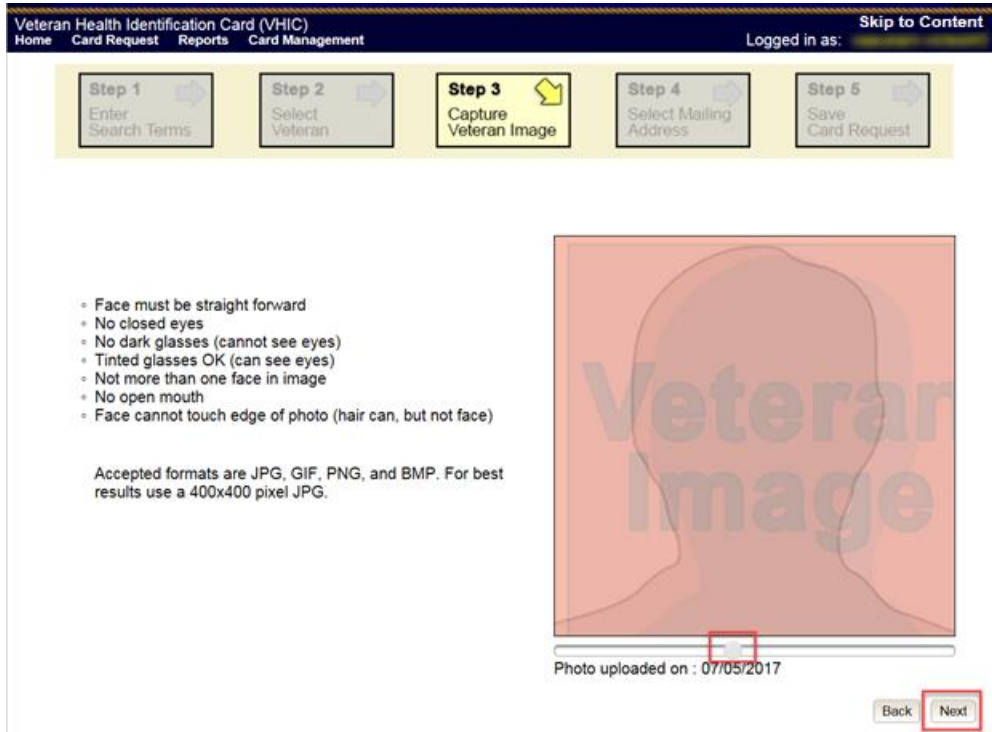 Veteran Health Identification Card (VHIC)
Skip to Content
Home Card Request Reports Card Management
Logged in as:
Step 1
Enter
Search Terms
Step 2
Select
Veteran
Step 3
Capture
Veteran Image
Step 4
Select Mailing
Address
Step 5
Save
Card Request
Face must be straight forward
No closed eyes
No dark glasses (cannot see eyes)
Tinted glasses OK (can see eyes)
Not more than one face in image
No open mouth
Face cannot touch edge of photo (hair can, but not face)
Accepted formats are JPG, GIF, PNG, and BMP. For best
results use a 400x400 pixel JPG.
Veteran
Image
Photo uploaded on : 07/05/2017
Back Next